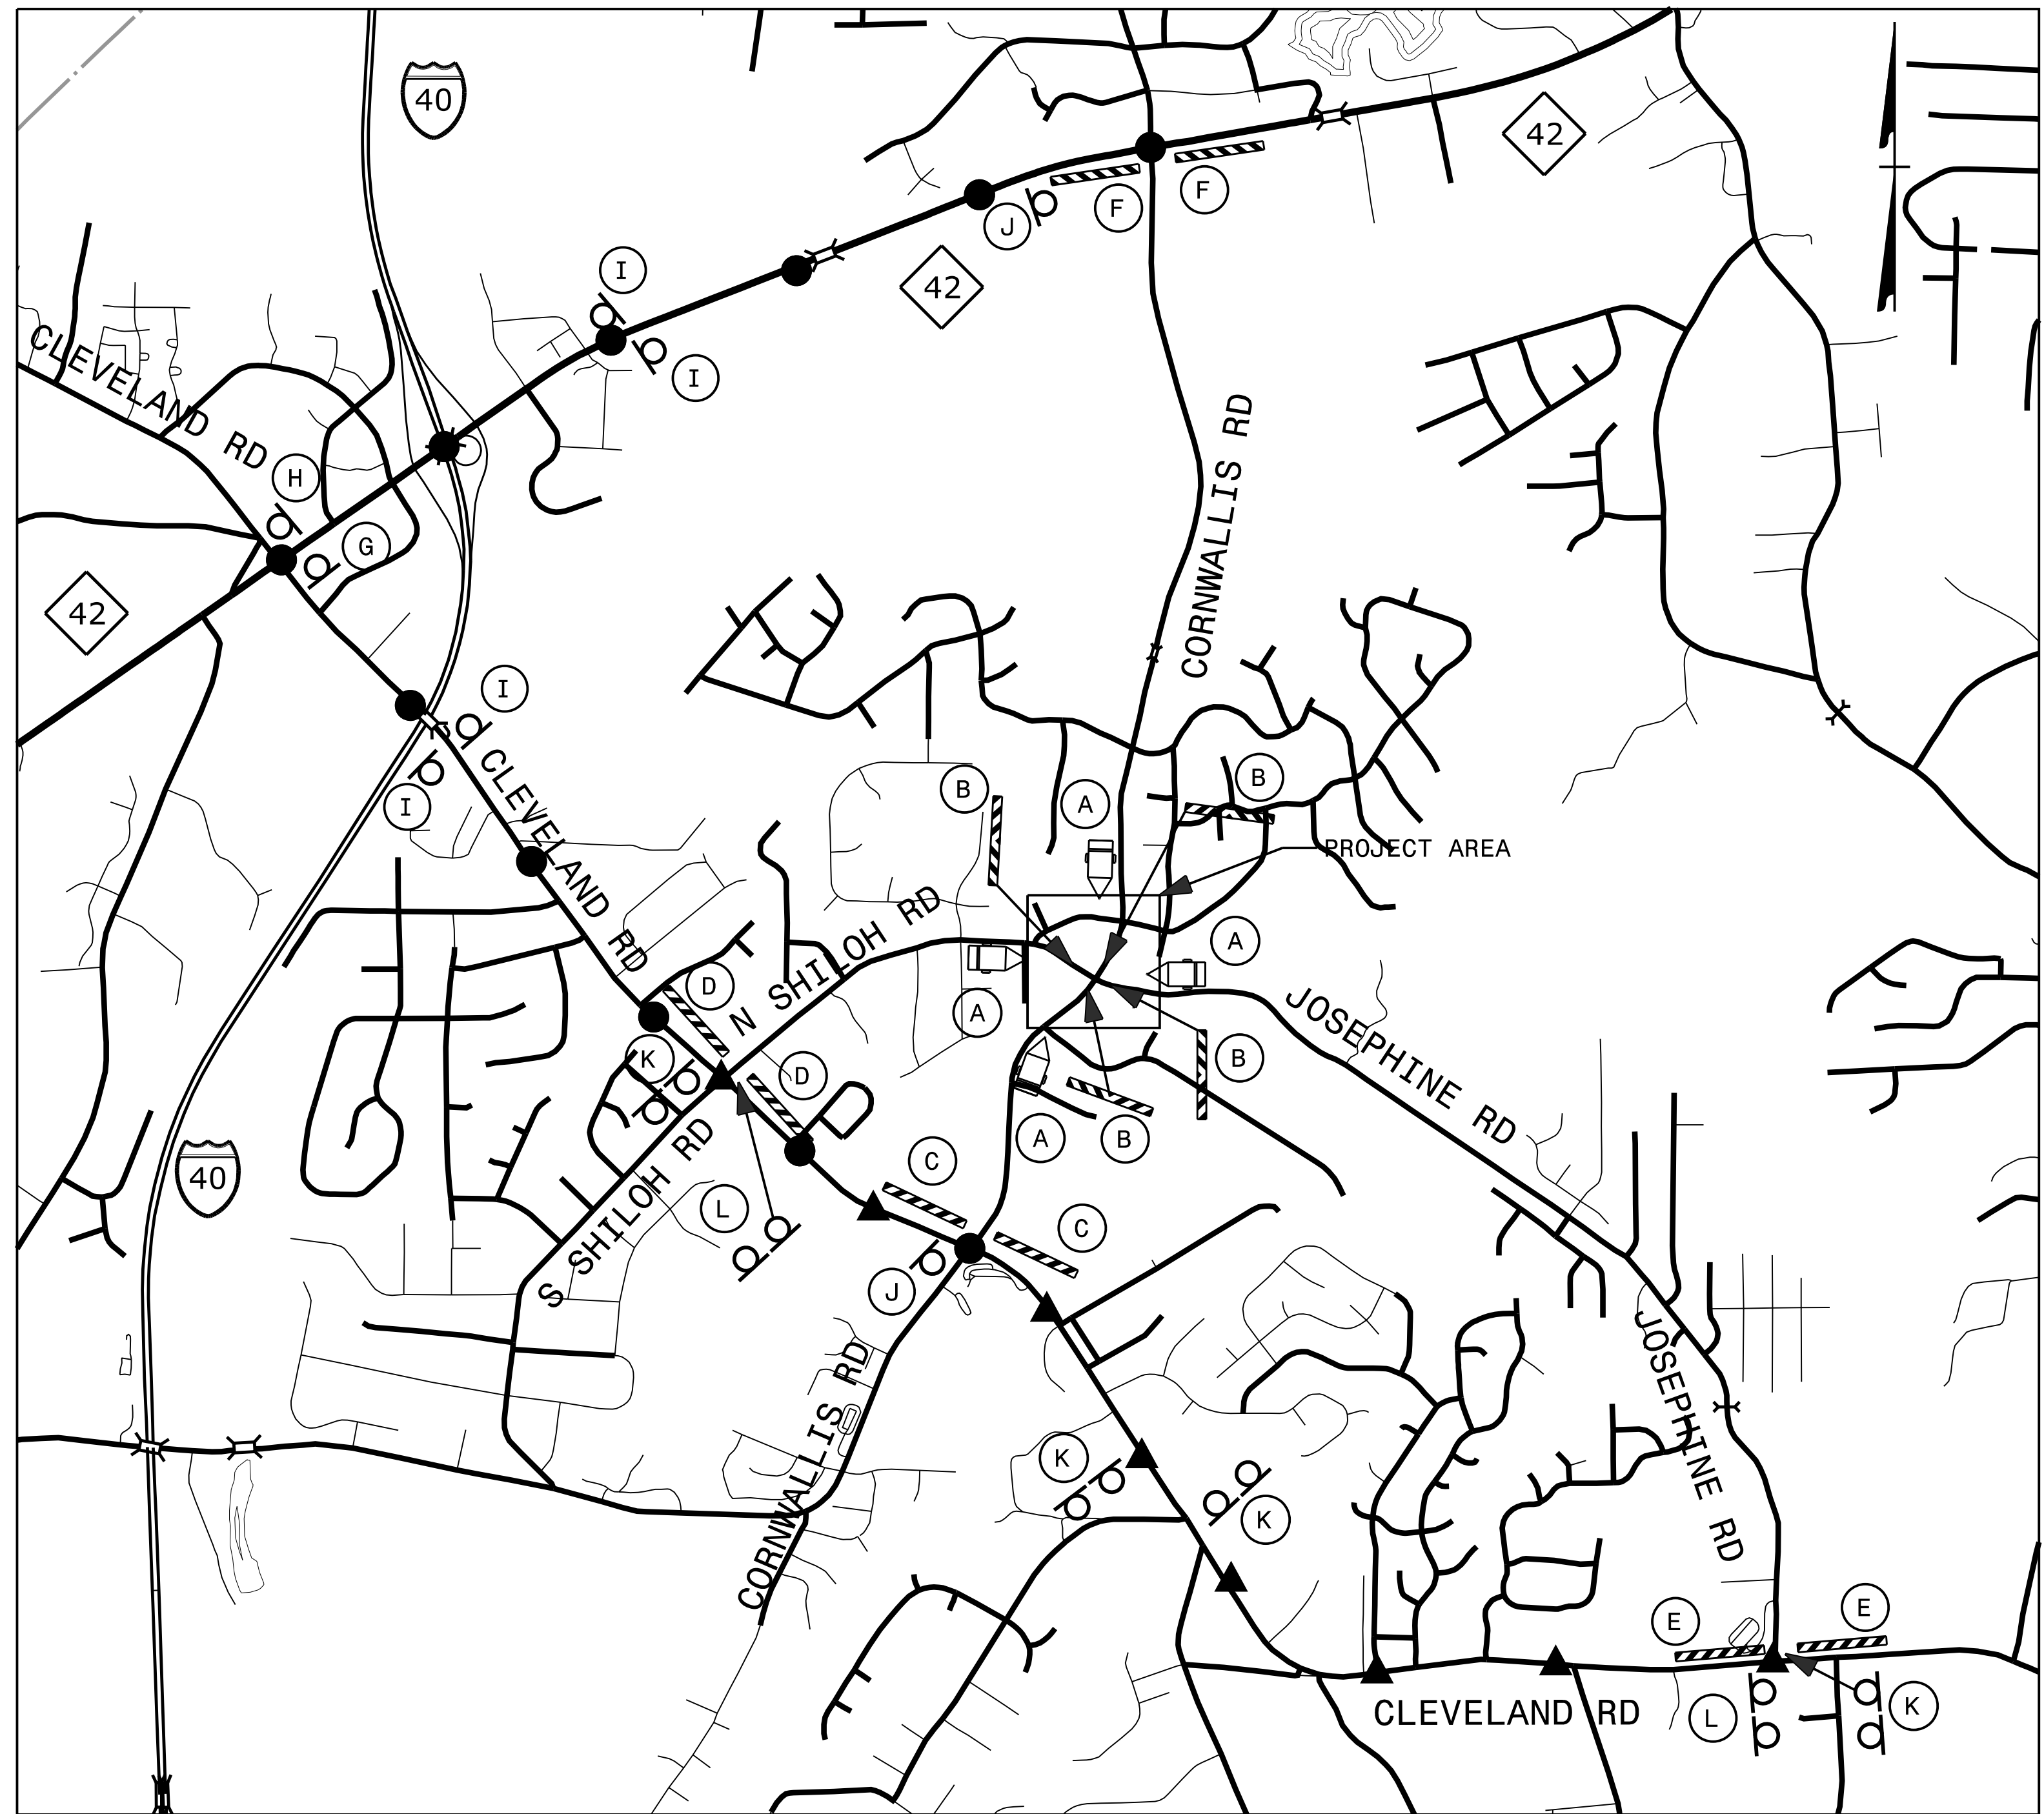 40
42
F
F
J
42
I
I
CLEVELAND RD
H
G
42
CORNWALLIS RD
I
I
CLEVELAND RD
B
A
B
PROJECT AREA
N SHILOH RD
A
A
D
JOSEPHINE RD
K
D
B
A
B
C
L
C
40
S SHILOH RD
J
CORNWALLIS RD
JOSEPHINE RD
K
K
E
E
L
K
CLEVELAND RD